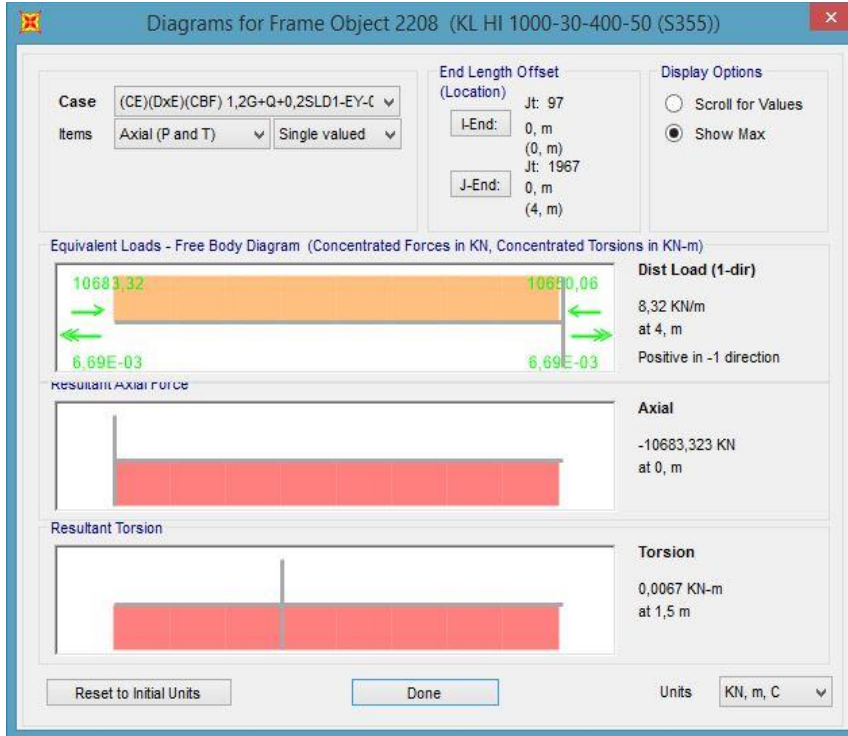 Diagrams for Frame Object 2208 (KL HI 1000-30-400-50 (S355))
Case
(CE)(DxE)(CBF) 1,2G+Q+0,2SLD1-EY-(
Items
Axial (P and T)
Single valued
End Length Offset
(Location)
I-End:
Jt: 97
0, m
(0, m)
J-End:
Jt: 1967
0, m
(4, m)
Display Options
Scroll for Values
Show Max
Equivalent Loads - Free Body Diagram (Concentrated Forces in KN, Concentrated Torsions in KN-m)
10683,32
10650,06
6,69E-03
6,69E-03
Dist Load (1-dir)
8,32 KN/m
at 4, m
Positive in -1 direction
Resultant Axial Force
Axial
-10683,323 KN
at 0, m
Resultant Torsion
Torsion
0,0067 KN-m
at 1,5 m
Reset to Initial Units
Done
Units
KN, m, C